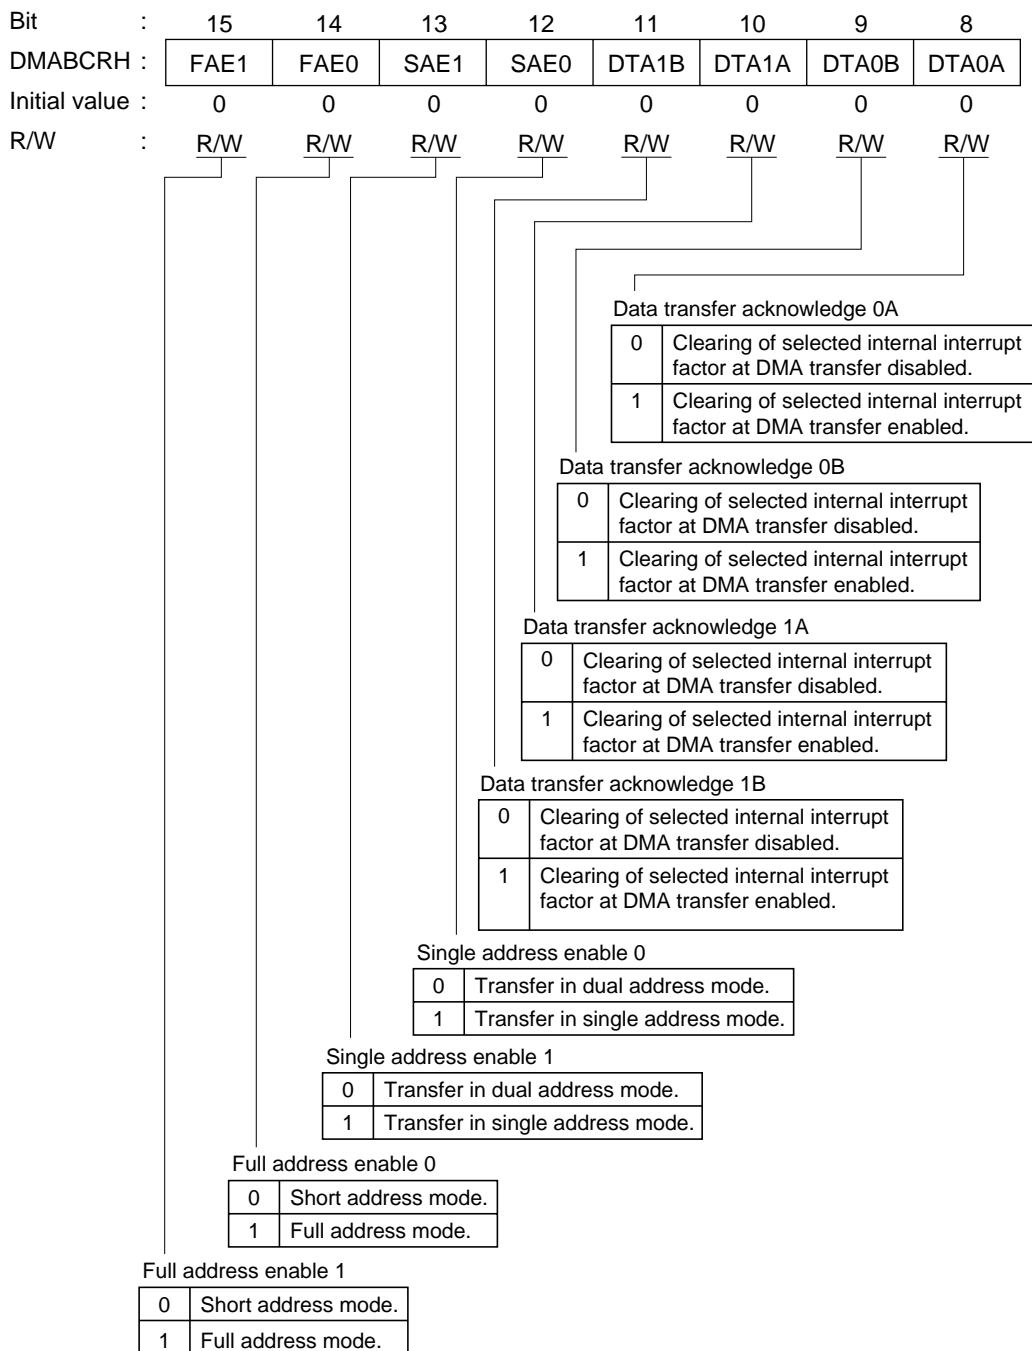 Bit : 15 14 13 12 11 10 9 8
DMABCRH : FAE1 FAE0 SAE1 SAE0 DTA1B DTA1A DTA0B DTA0A
Initial value : 0 0 0 0 0 0 0 0
R/W : R/W R/W R/W R/W R/W R/W R/W R/W
Data transfer acknowledge 0A
0 Clearing of selected internal interrupt
factor at DMA transfer disabled.
1 Clearing of selected internal interrupt
factor at DMA transfer enabled.
Data transfer acknowledge 0B
0 Clearing of selected internal interrupt
factor at DMA transfer disabled.
1 Clearing of selected internal interrupt
factor at DMA transfer enabled.
Data transfer acknowledge 1A
0 Clearing of selected internal interrupt
factor at DMA transfer disabled.
1 Clearing of selected internal interrupt
factor at DMA transfer enabled.
Data transfer acknowledge 1B
0 Clearing of selected internal interrupt
factor at DMA transfer disabled.
1 Clearing of selected internal interrupt
factor at DMA transfer enabled.
Single address enable 0
0 Transfer in dual address mode.
1 Transfer in single address mode.
Single address enable 1
0 Transfer in dual address mode.
1 Transfer in single address mode.
Full address enable 0
0 Short address mode.
1 Full address mode.
Full address enable 1
0 Short address mode.
1 Full address mode.